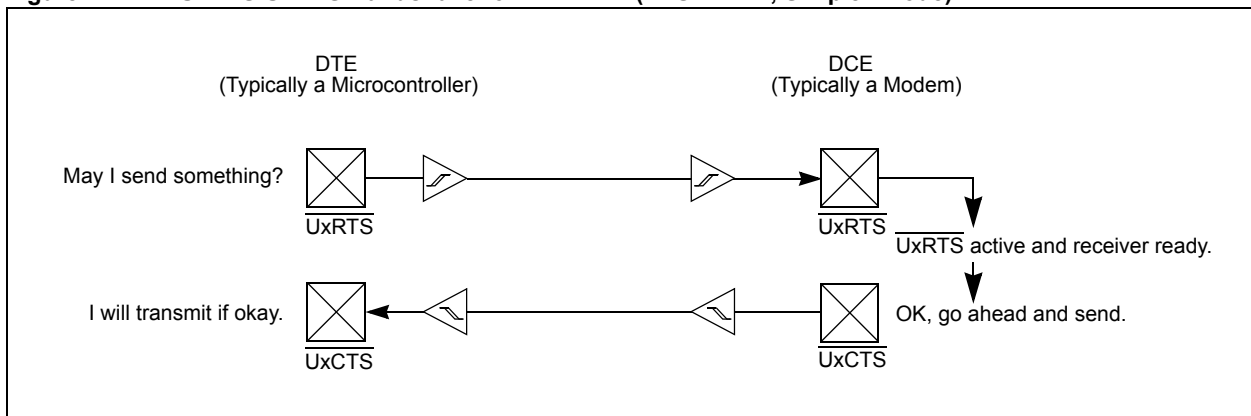 DTE
(Typically a Microcontroller)
DCE
(Typically a Modem)
May I send something?
UxRTS
UxRTS
UxRTS active and receiver ready.
I will transmit if okay.
OK, go ahead and send.
UxCTS
UxCTS